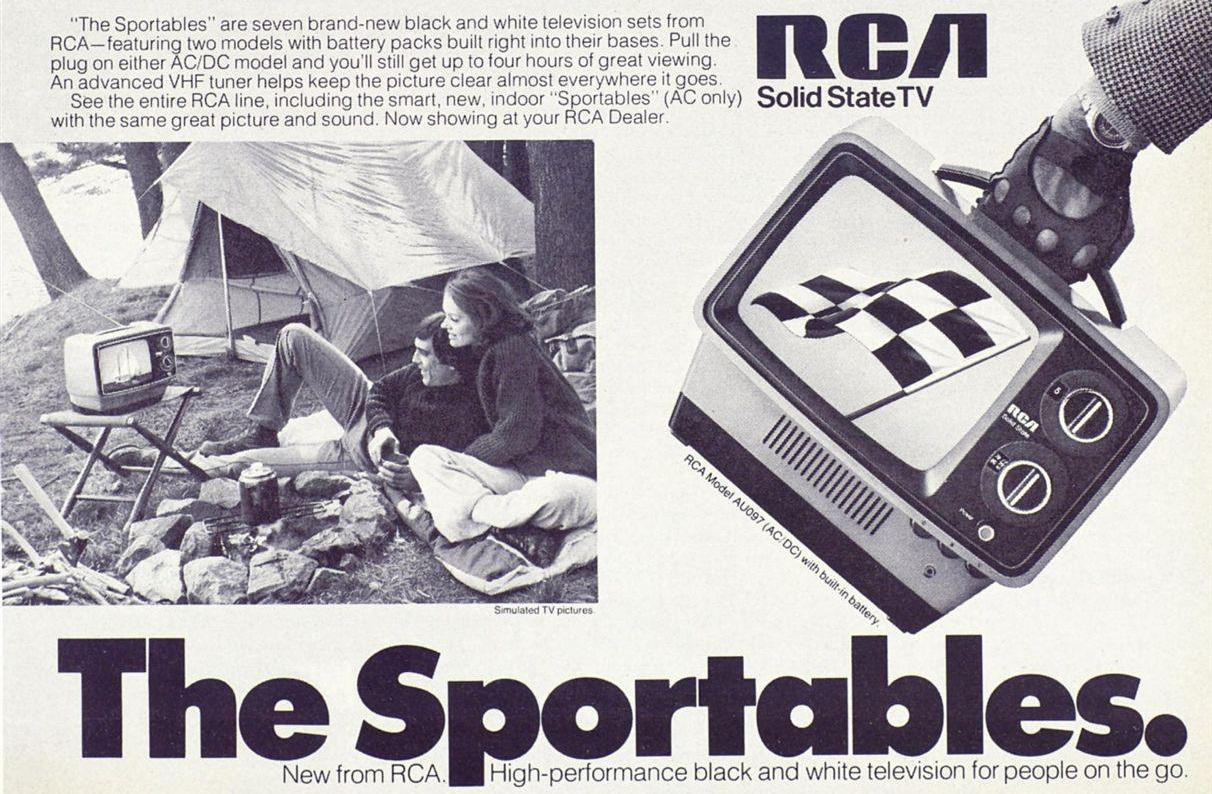 "The Sportables" are seven brand-new black and white television sets from
RCA—featuring two models with battery packs built right into their bases. Pull the
plug on either AC/DC model and you'll still get up to four hours of great viewing.
An advanced VHF tuner helps keep the picture clear almost everywhere it goes.
See the entire RCA line, including the smart, new, indoor "Sportables" (AC only)
with the same great picture and sound. Now showing at your RCA Dealer.
RCA
Solid State TV
5
RCA
Solid State
Power
RCA Model AU097 (AC/DC) with built-in battery.
Simulated TV pictures.
The Sportables.
New from RCA. High-performance black and white television for people on the go.